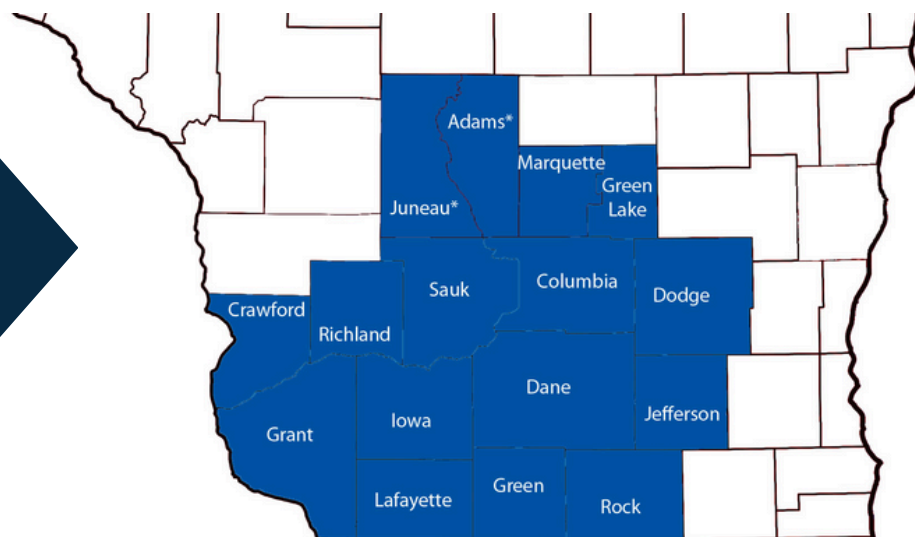 Adams*
Marquette
Green
Lake
Juneau*
Sauk
Columbia
Dodge
Crawford
Richland
Dane
Jefferson
Iowa
Grant
Green
Lafayette
Rock